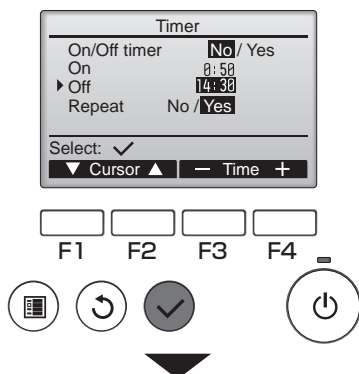 Timer
On/Off timer No / Yes
On 8:50
Off 14:30
Repeat No / Yes
Select: ✓
▼ Cursor ▲ — Time +
F1 F2 F3 F4